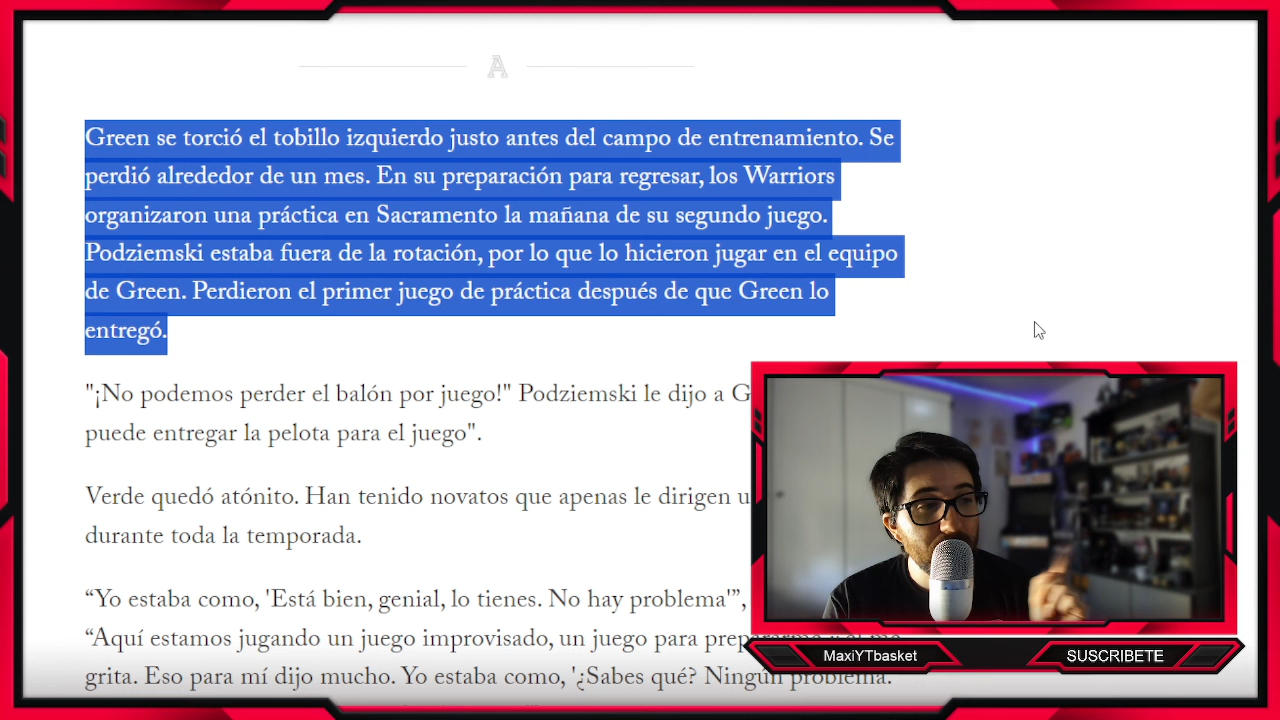 A
Green se torció el tobillo izquierdo justo antes del campo de entrenamiento. Se
perdió alrededor de un mes. En su preparación para regresar, los Warriors
organizaron una práctica en Sacramento la mañana de su segundo juego.
Podziemski estaba fuera de la rotación, por lo que lo hicieron jugar en el equipo
de Green. Perdieron el primer juego de práctica después de que Green lo
entregó.
"¡No podemos perder el balón por juego!" Podziemski le dijo a G
puede entregar la pelota para el juego".
Verde quedó atónito. Han tenido novatos que apenas le dirigen u
durante toda la temporada.
“Yo estaba como, 'Está bien, genial, lo tienes. No hay problema'”,
“Aquí estamos jugando un juego improvisado, un juego para
grita. Eso para mí dijo mucho. Yo estaba como, '¿Sabes qué? Ningún problema.
MaxiYTbasket
SUSCRIBETE